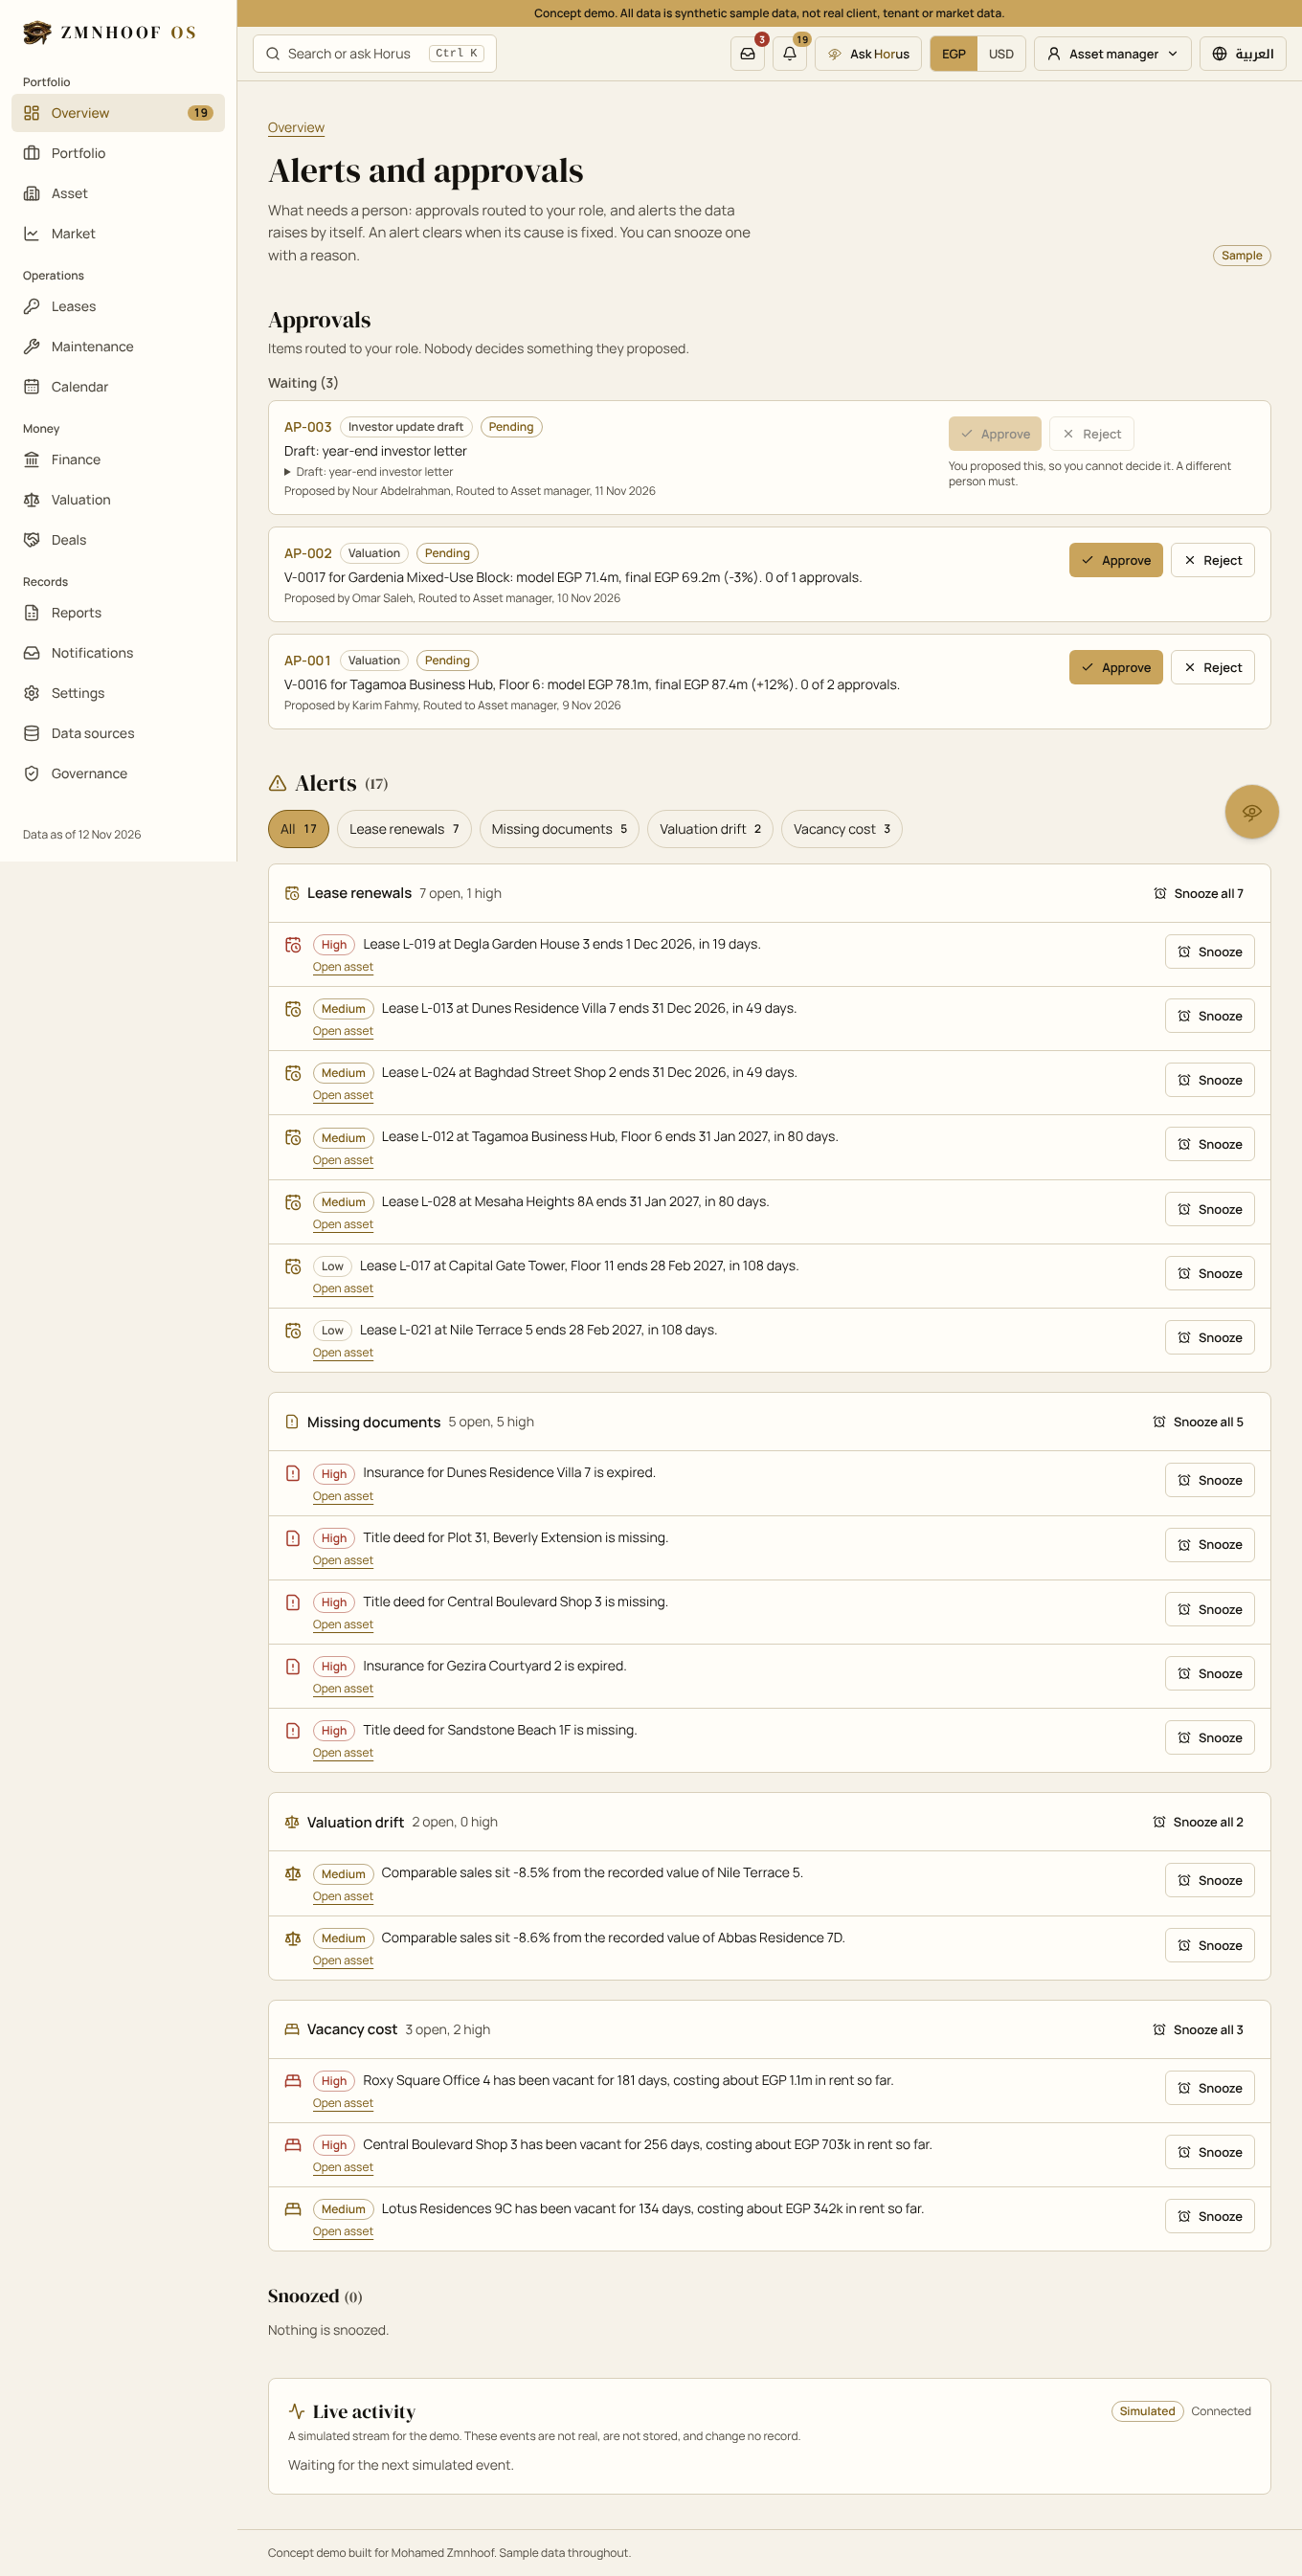 ZMNHOOF OS
Portfolio
Overview 19
Portfolio
Asset
Market
Operations
Leases
Maintenance
Calendar
Money
Finance
Valuation
Deals
Records
Reports
Notifications
Settings
Data sources
Governance
Data as of 12 Nov 2026
Concept demo. All data is synthetic sample data, not real client, tenant or market data.
Search or ask Horus Ctrl K
3
19
Ask Horus
EGP USD
Asset manager
العربية
Overview
Alerts and approvals
What needs a person: approvals routed to your role, and alerts the data
raises by itself. An alert clears when its cause is fixed. You can snooze one
with a reason.
Sample
Approvals
Items routed to your role. Nobody decides something they proposed.
Waiting (3)
AP-003 Investor update draft Pending
Draft: year-end investor letter
Draft: year-end investor letter
Proposed by Nour Abdelrahman, Routed to Asset manager, 11 Nov 2026
Approve Reject
You proposed this, so you cannot decide it. A different
person must.
AP-002 Valuation Pending
V-0017 for Gardenia Mixed-Use Block: model EGP 71.4m, final EGP 69.2m (-3%). 0 of 1 approvals.
Proposed by Omar Saleh, Routed to Asset manager, 10 Nov 2026
Approve Reject
AP-001 Valuation Pending
V-0016 for Tagamoa Business Hub, Floor 6: model EGP 78.1m, final EGP 87.4m (+12%). 0 of 2 approvals.
Proposed by Karim Fahmy, Routed to Asset manager, 9 Nov 2026
Approve Reject
Alerts (17)
All 17 Lease renewals 7 Missing documents 5 Valuation drift 2 Vacancy cost 3
Lease renewals 7 open, 1 high Snooze all 7
High Lease L-019 at Degla Garden House 3 ends 1 Dec 2026, in 19 days. Snooze
Open asset
Medium Lease L-013 at Dunes Residence Villa 7 ends 31 Dec 2026, in 49 days. Snooze
Open asset
Medium Lease L-024 at Baghdad Street Shop 2 ends 31 Dec 2026, in 49 days. Snooze
Open asset
Medium Lease L-012 at Tagamoa Business Hub, Floor 6 ends 31 Jan 2027, in 80 days. Snooze
Open asset
Medium Lease L-028 at Mesaha Heights 8A ends 31 Jan 2027, in 80 days. Snooze
Open asset
Low Lease L-017 at Capital Gate Tower, Floor 11 ends 28 Feb 2027, in 108 days. Snooze
Open asset
Low Lease L-021 at Nile Terrace 5 ends 28 Feb 2027, in 108 days. Snooze
Open asset
Missing documents 5 open, 5 high Snooze all 5
High Insurance for Dunes Residence Villa 7 is expired. Snooze
Open asset
High Title deed for Plot 31, Beverly Extension is missing. Snooze
Open asset
High Title deed for Central Boulevard Shop 3 is missing. Snooze
Open asset
High Insurance for Gezira Courtyard 2 is expired. Snooze
Open asset
High Title deed for Sandstone Beach 1F is missing. Snooze
Open asset
Valuation drift 2 open, 0 high Snooze all 2
Medium Comparable sales sit -8.5% from the recorded value of Nile Terrace 5. Snooze
Open asset
Medium Comparable sales sit -8.6% from the recorded value of Abbas Residence 7D. Snooze
Open asset
Vacancy cost 3 open, 2 high Snooze all 3
High Roxy Square Office 4 has been vacant for 181 days, costing about EGP 1.1m in rent so far. Snooze
Open asset
High Central Boulevard Shop 3 has been vacant for 256 days, costing about EGP 703k in rent so far. Snooze
Open asset
Medium Lotus Residences 9C has been vacant for 134 days, costing about EGP 342k in rent so far. Snooze
Open asset
Snoozed (0)
Nothing is snoozed.
Live activity Simulated Connected
A simulated stream for the demo. These events are not real, are not stored, and change no record.
Waiting for the next simulated event.
Concept demo built for Mohamed Zmnhoof. Sample data throughout.